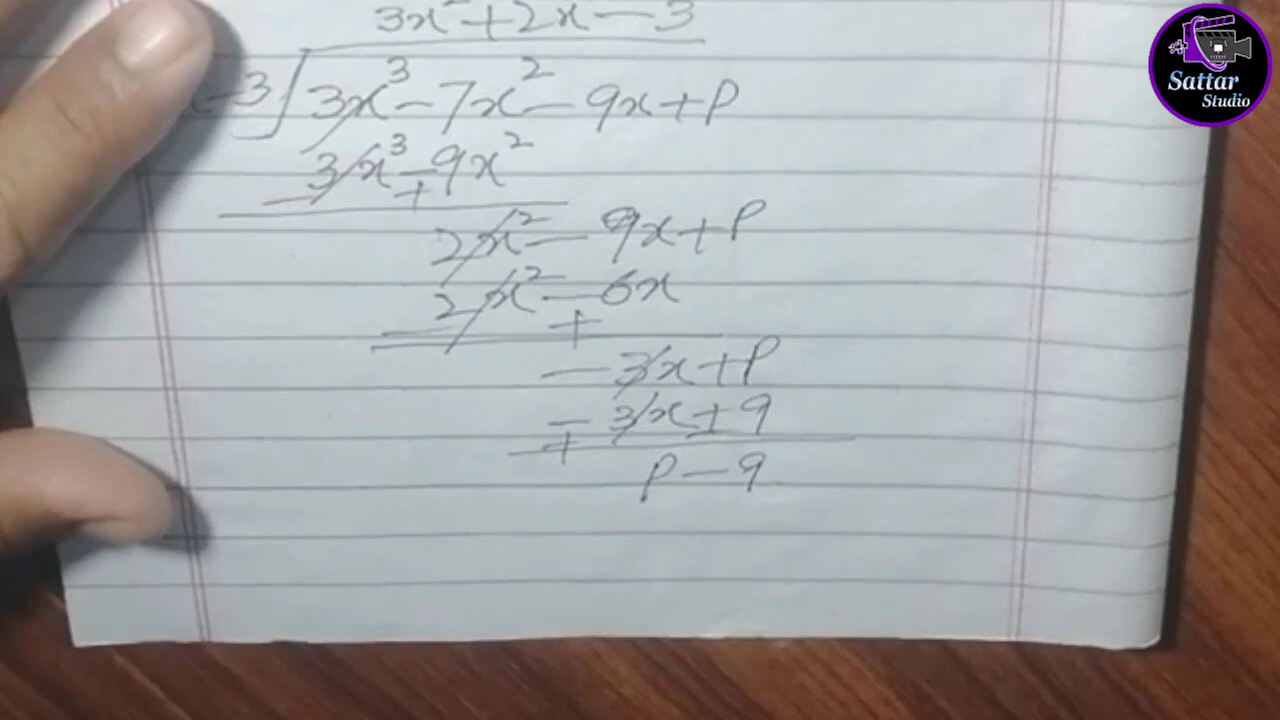 3x²+2x-3
-3 3x³-7x²-9x+P
3x³-9x²
- +
2x²-9x+P
2x²-6x
- +
-3x+P
-3x+9
+ -
P-9
Sattar
Studio